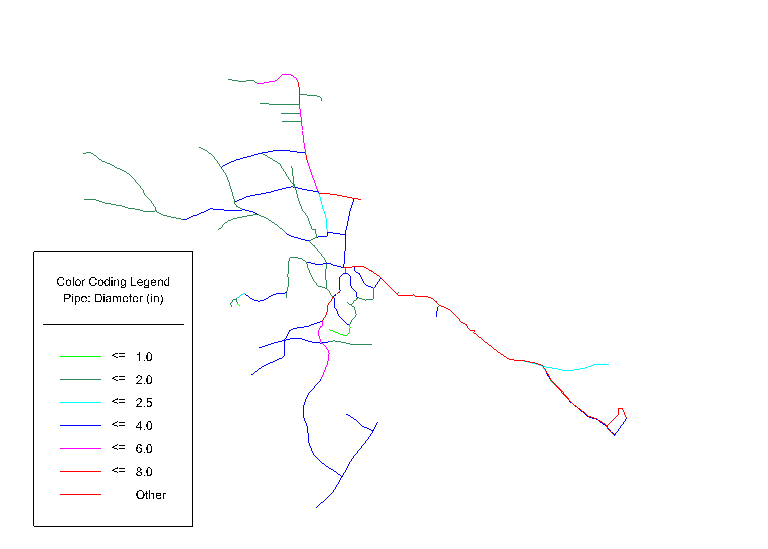 Color Coding Legend
Pipe: Diameter (in)
<= 1.0
<= 2.0
<= 2.5
<= 4.0
<= 6.0
<= 8.0
Other